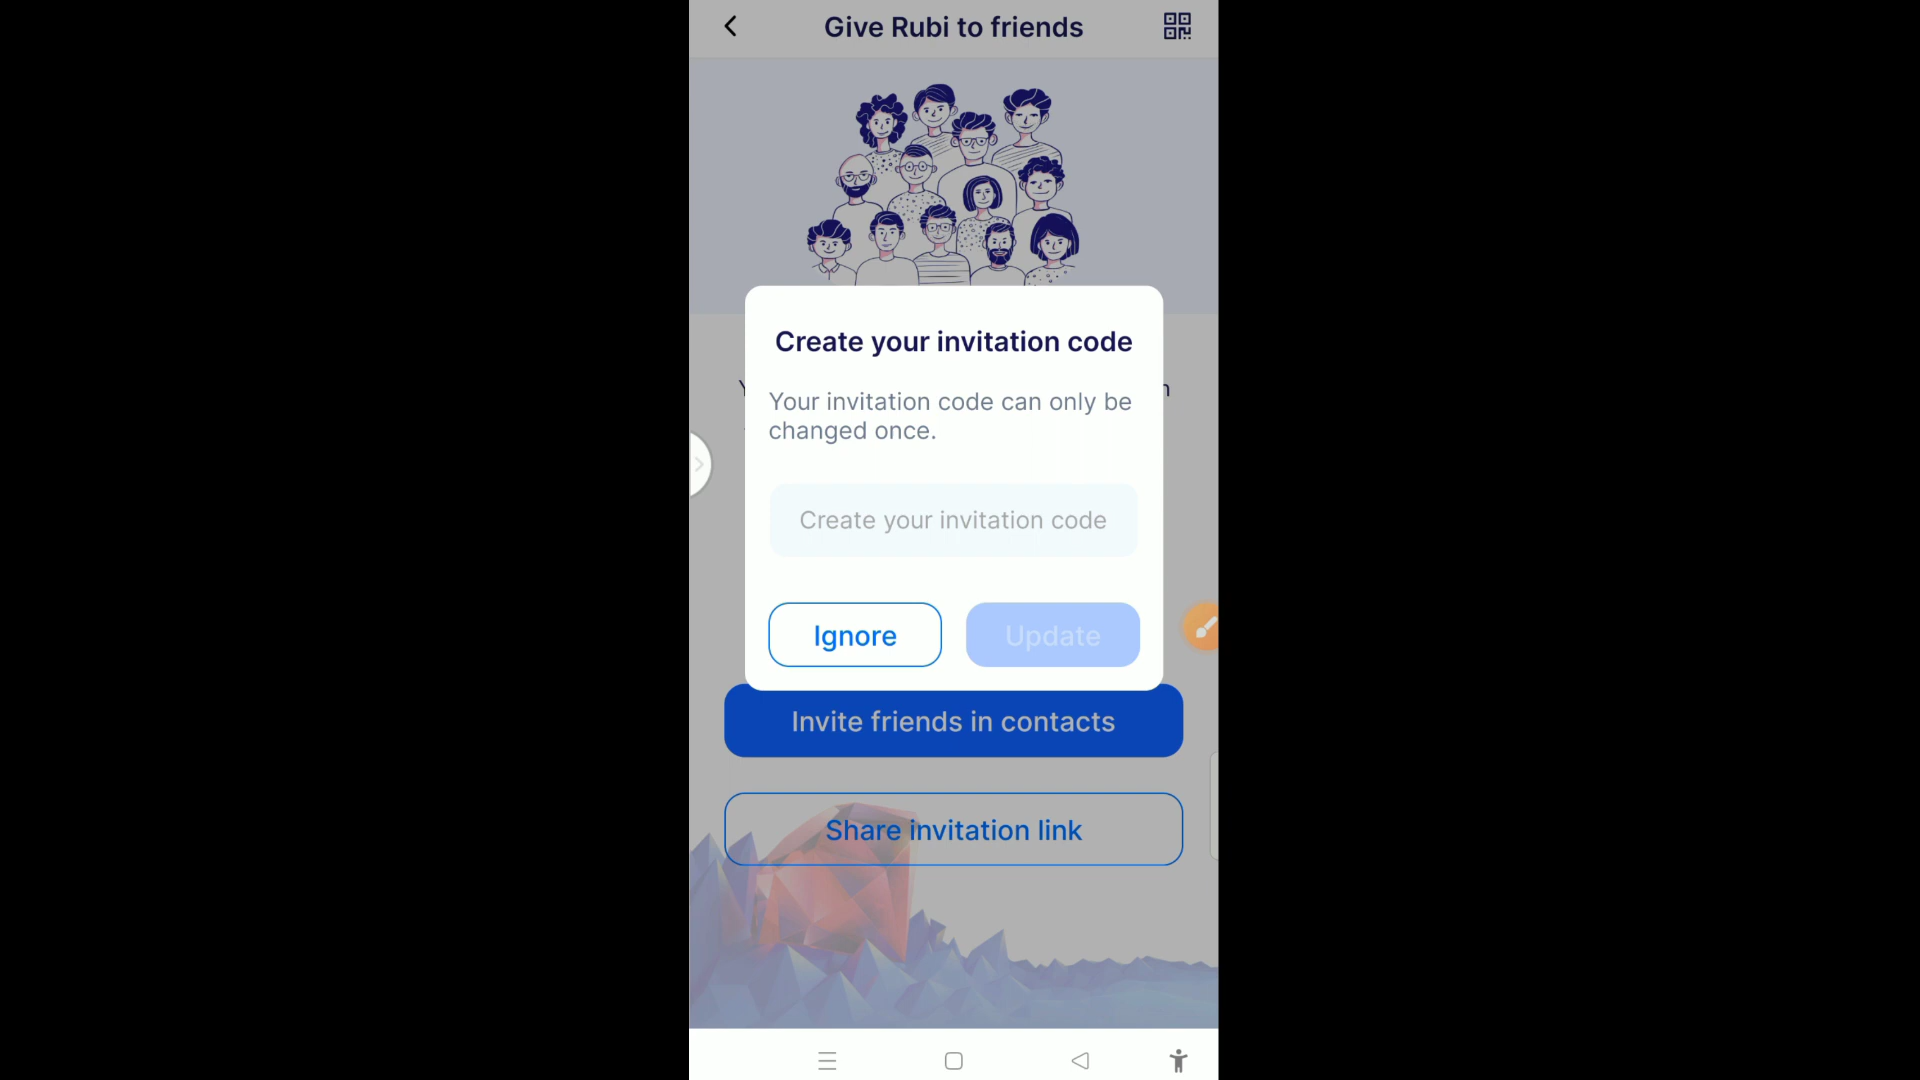 Give Rubi to friends
Create your invitation code
Your invitation code can only be
changed once.
Create your invitation code
Ignore
Update
Invite friends in contacts
Share invitation link